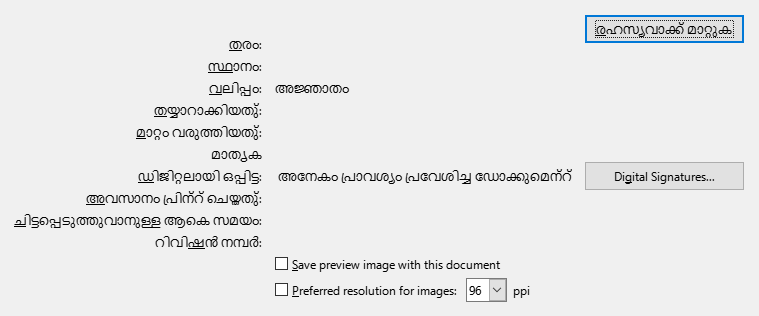 രഹസ്യവാക്ക് മാറ്റുക
തുരം:
സ്ഥാനം:
വലിപ്പം: അജ്ഞാതം
തയ്യാറാക്കിയതു്:
മാറ്റം വരുത്തിയതു്:
മാതൃക
ഡിജിറ്റലായി ഒപ്പിട്ട: അനേകം പ്രാവശ്യം പ്രവേശിച്ച ഡോക്കുമെന്റ് Digital Signatures...
അവസാനം പ്രിന്റ് ചെയ്തതു്:
ചിട്ടപ്പെടുത്തുവാനുള്ള ആകെ സമയം:
റിവിഷന്‍ നമ്പര്‍:
Save preview image with this document
Preferred resolution for images: 96 ppi